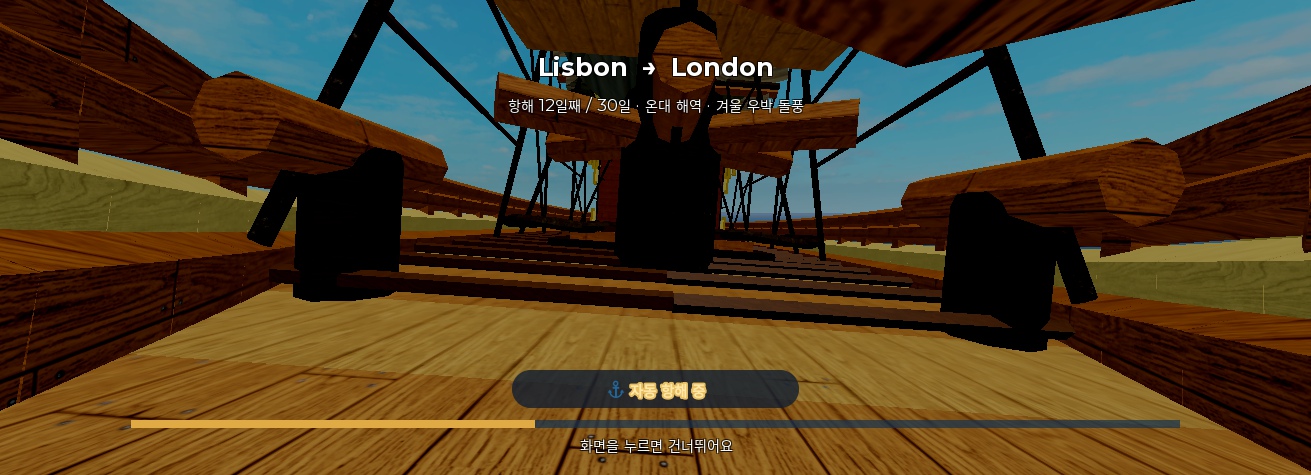 Lisbon → London
항해 12일째 / 30일 · 온대 해역 · 겨울 우박 돌풍
⚓ 자동 항해 중
화면을 누르면 건너뛰어요